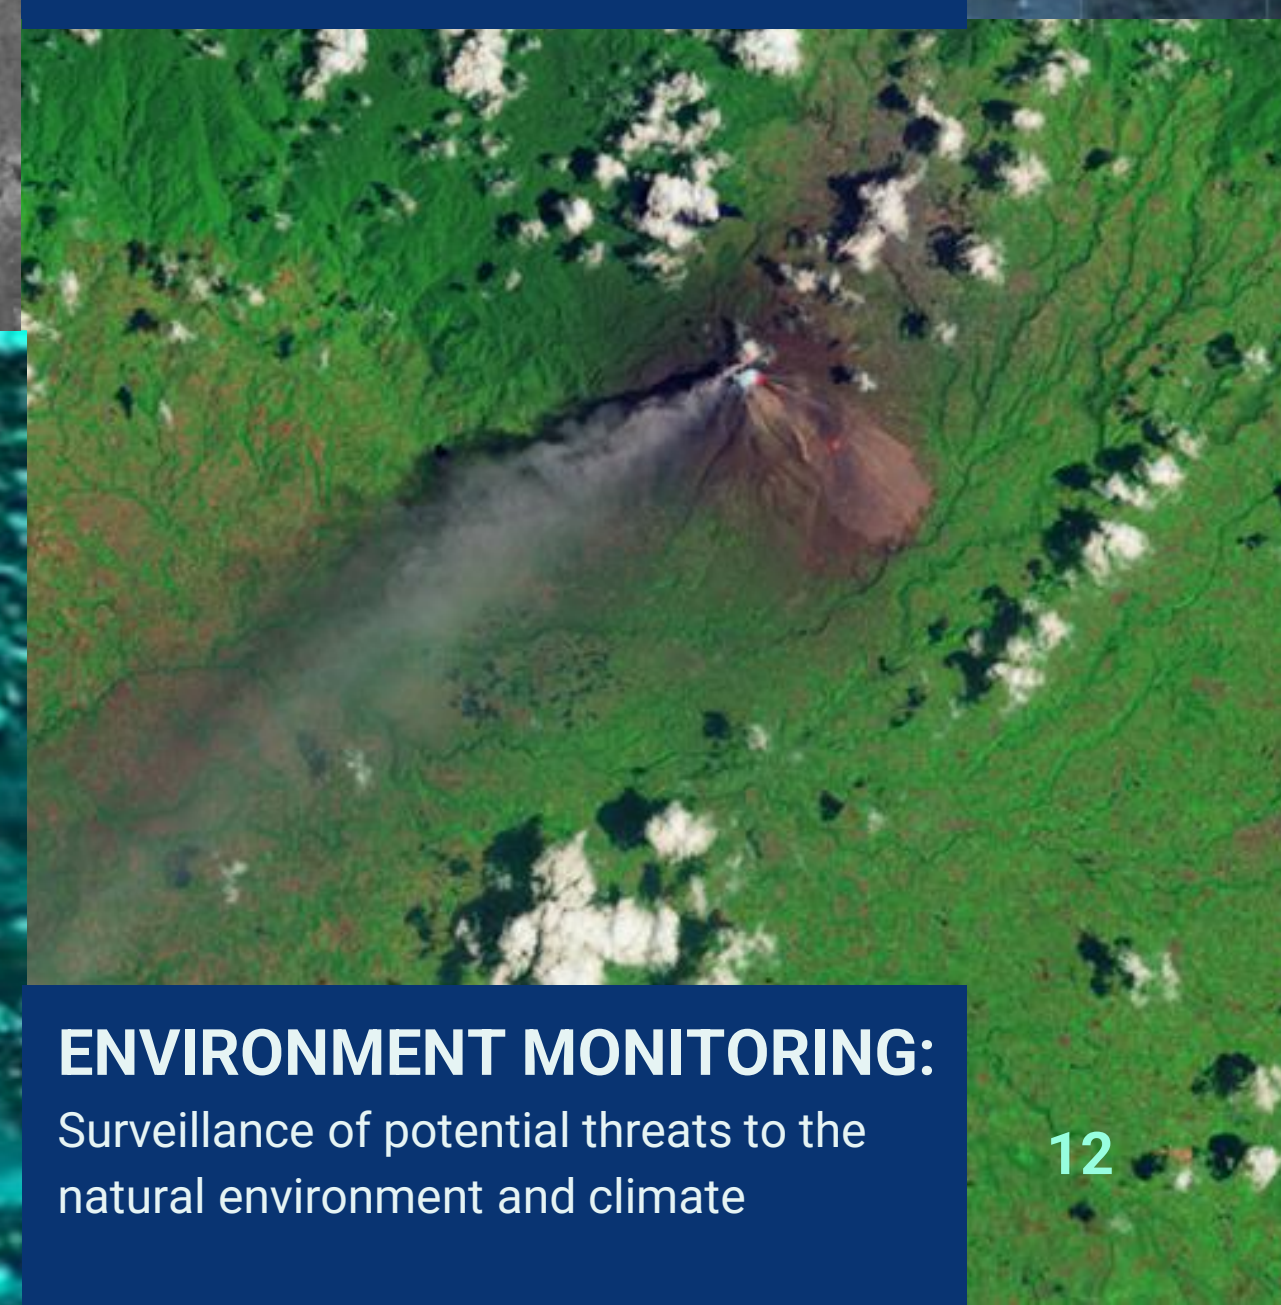 ENVIRONMENT MONITORING:
Surveillance of potential threats to the
natural environment and climate
12